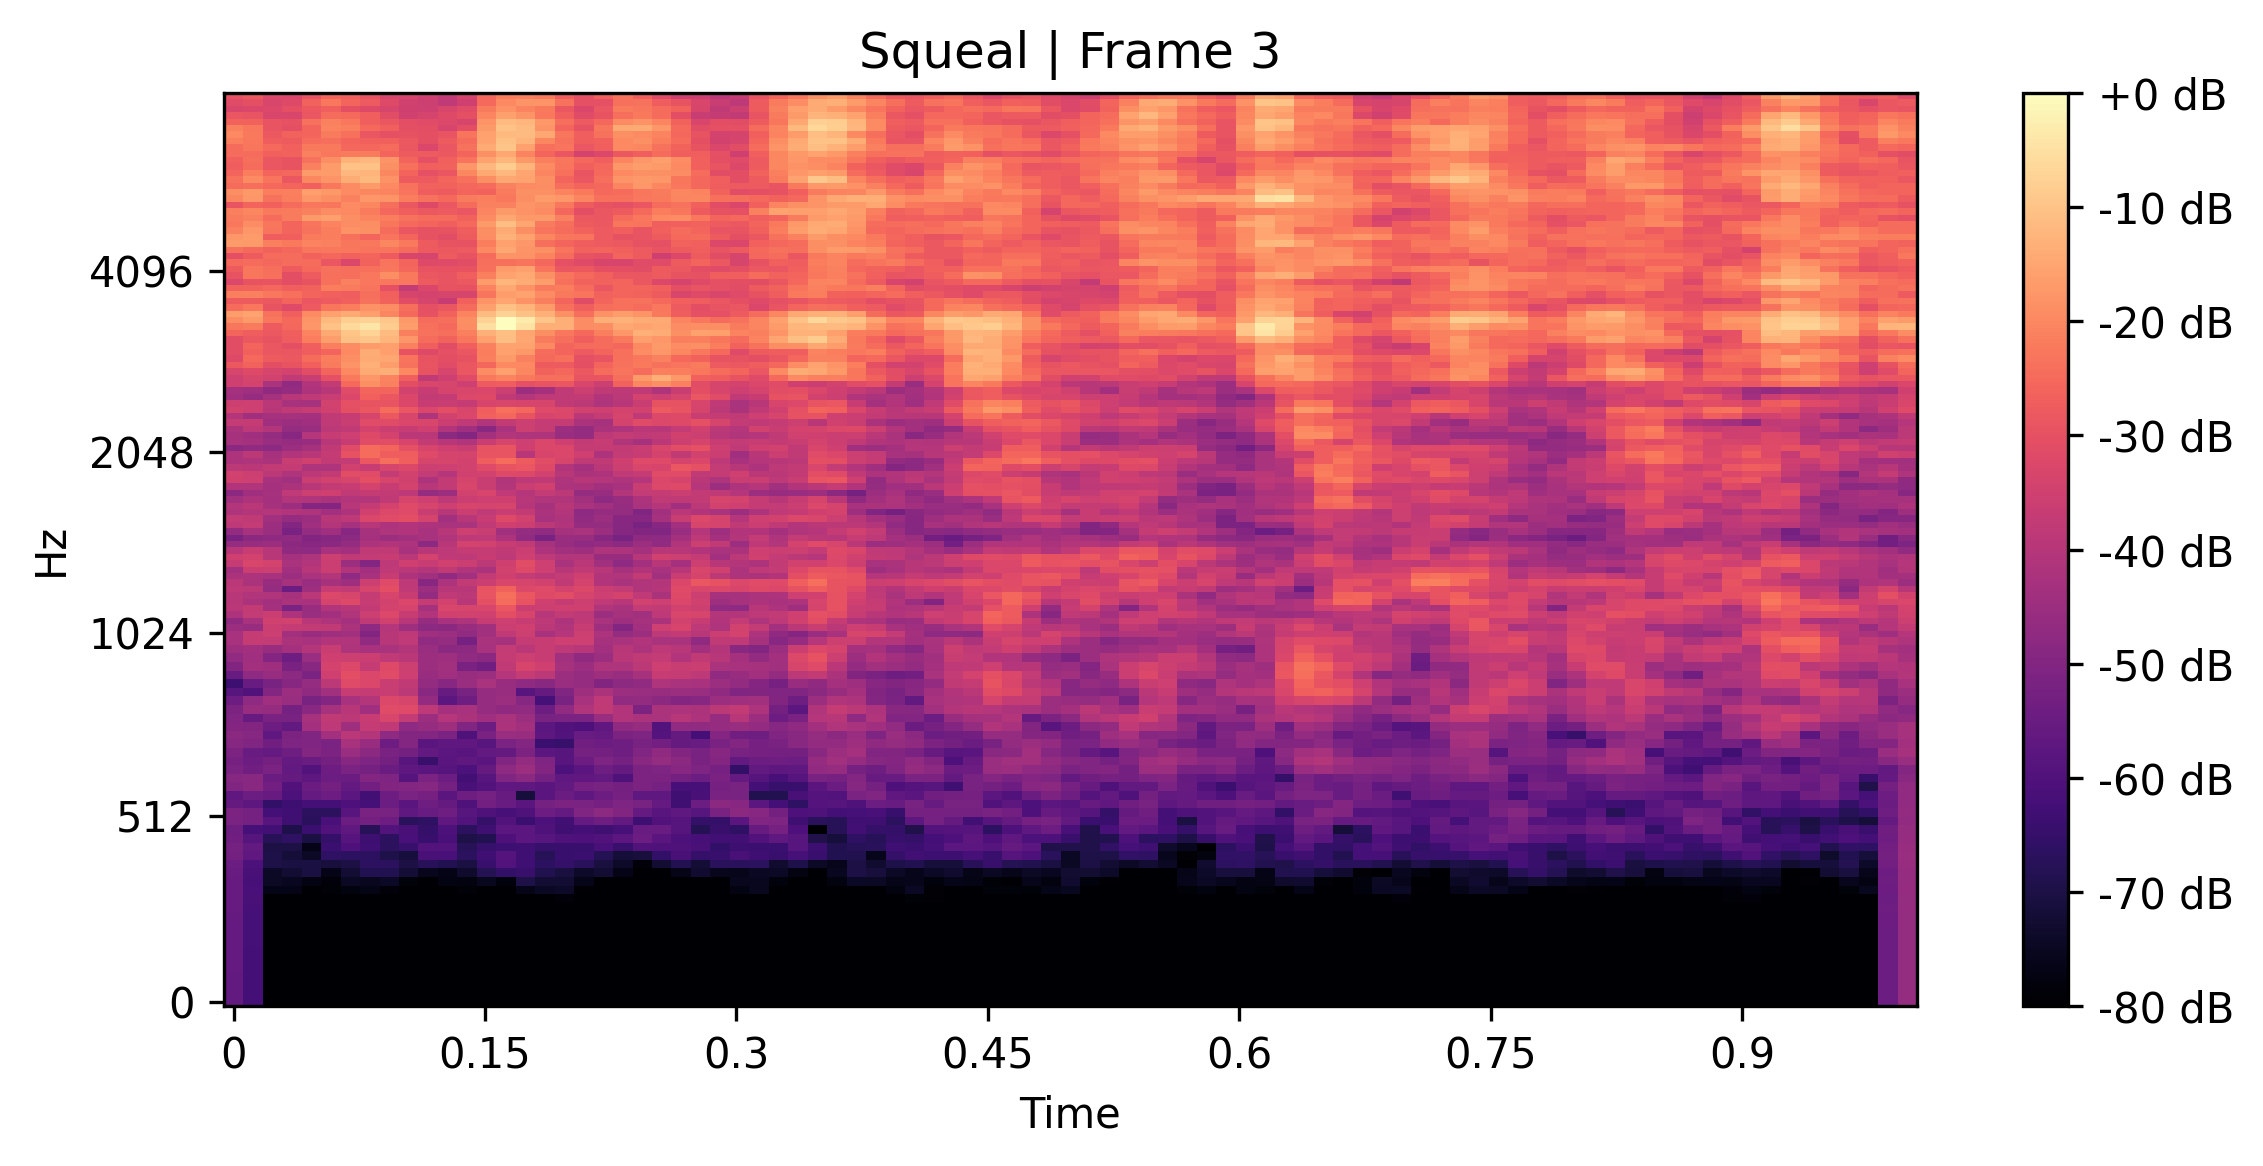 Squeal | Frame 3
+0 dB
-10 dB
-20 dB
-30 dB
-40 dB
-50 dB
-60 dB
-70 dB
-80 dB
4096
2048
1024
512
0
Hz
0 0.15 0.3 0.45 0.6 0.75 0.9
Time